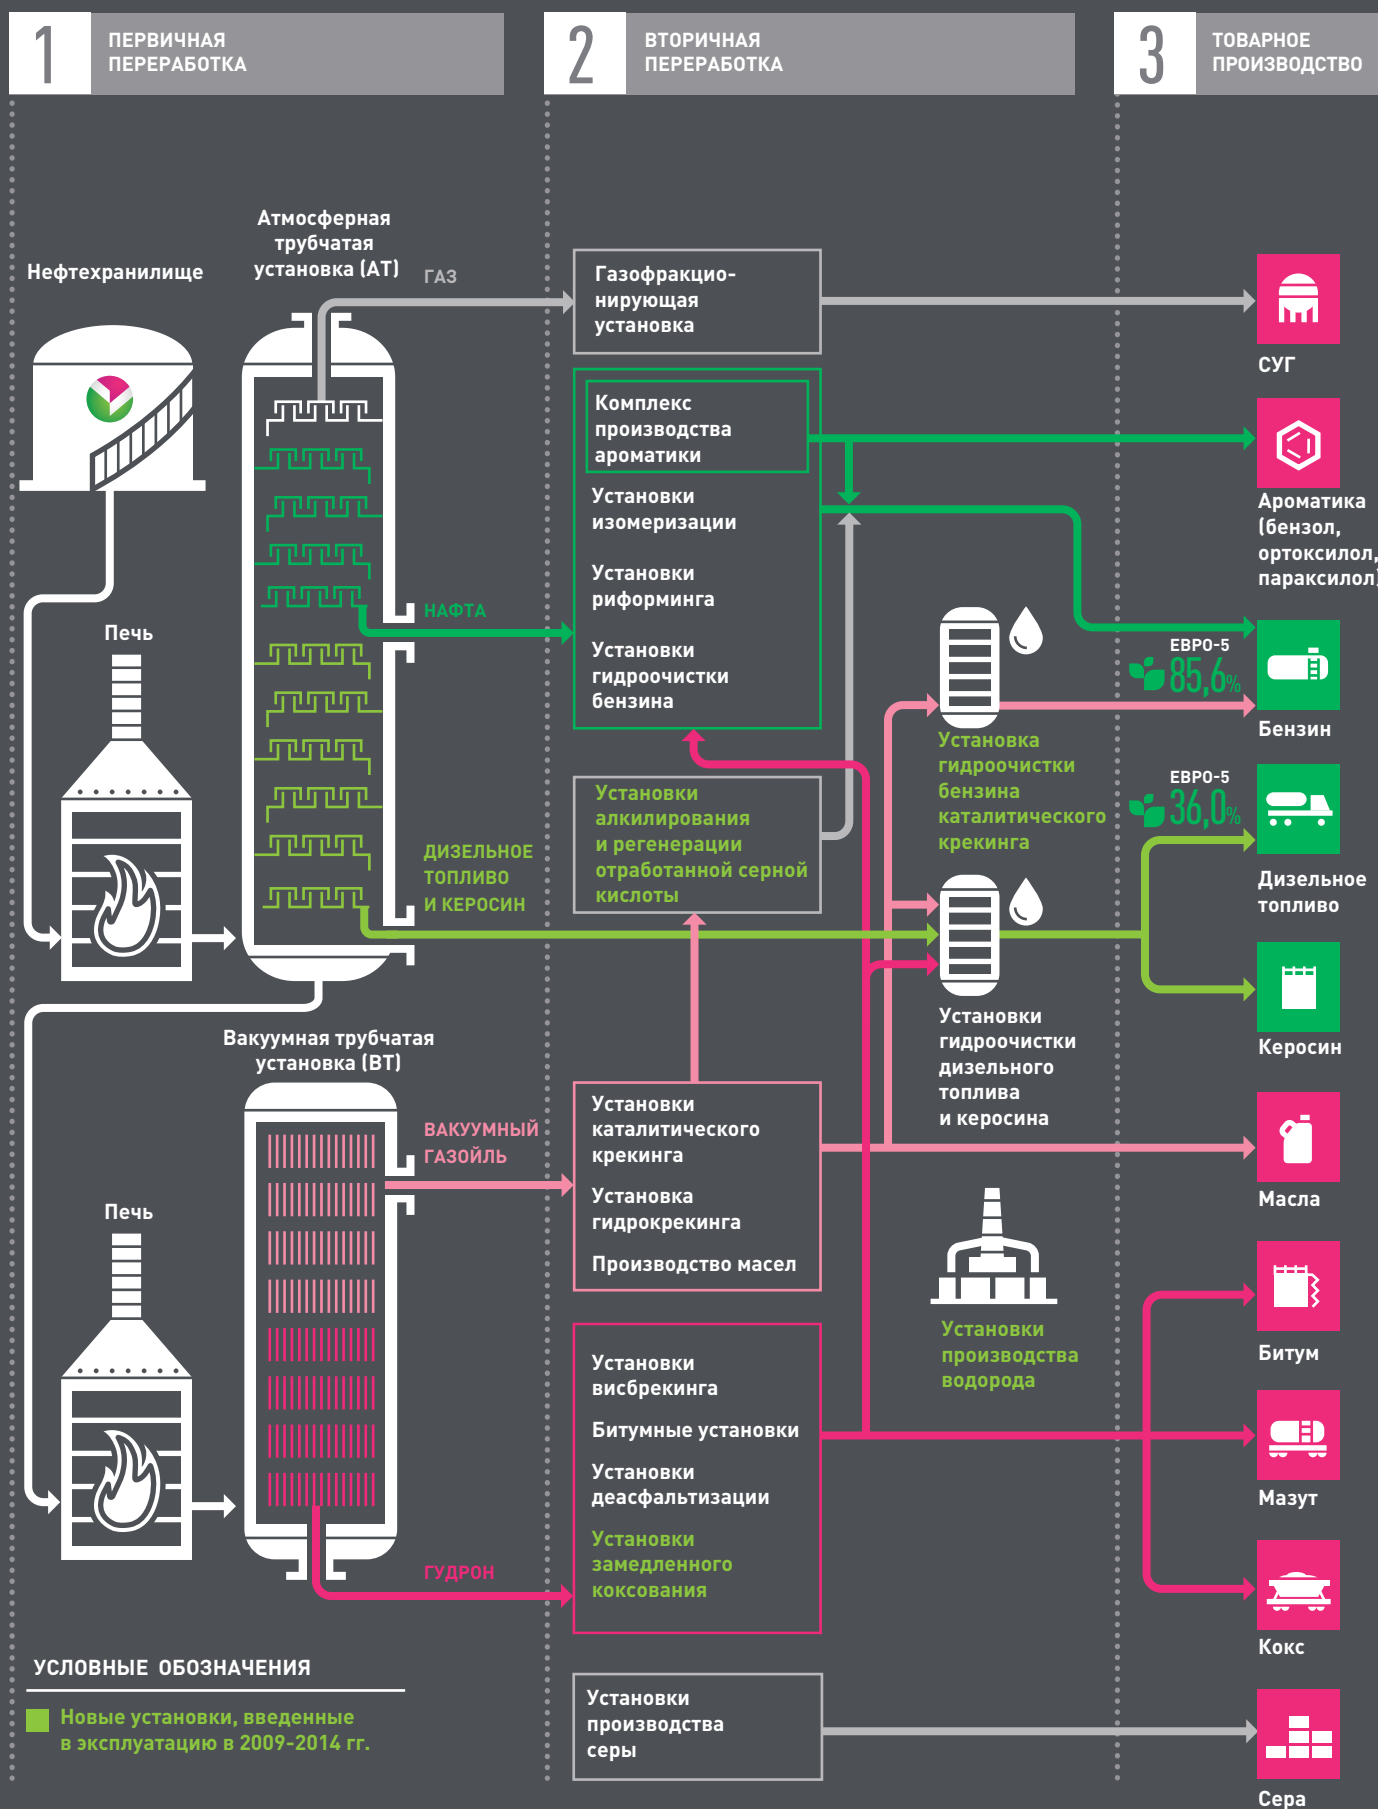 1
ПЕРВИЧНАЯ
ПЕРЕРАБОТКА
2
ВТОРИЧНАЯ
ПЕРЕРАБОТКА
3
ТОВАРНОЕ
ПРОИЗВОДСТВО
Нефтехранилище
Атмосферная
трубчатая
установка (АТ)
ГАЗ
НАФТА
Печь
ДИЗЕЛЬНОЕ
ТОПЛИВО
И КЕРОСИН
Вакуумная трубчатая
установка (ВТ)
ВАКУУМНЫЙ
ГАЗОЙЛЬ
Печь
ГУДРОН
УСЛОВНЫЕ ОБОЗНАЧЕНИЯ
Новые установки, введенные
в эксплуатацию в 2009-2014 гг.
Газофракцио-
нирующая
установка
Комплекс
производства
ароматики
Установки
изомеризации
Установки
риформинга
Установки
гидроочистки
бензина
Установки
алкилирования
и регенерации
отработанной серной
кислоты
Установки
каталитического
крекинга
Установка
гидрокрекинга
Производство масел
Установки
висбрекинга
Битумные установки
Установки
деасфальтизации
Установки
замедленного
коксования
Установки
производства
серы
Установка
гидроочистки
бензина
каталитического
крекинга
Установки
гидроочистки
дизельного
топлива
и керосина
Установки
производства
водорода
СУГ
Ароматика
(бензол,
ортоксилол,
параксилол)
ЕВРО-5
85,6%
Бензин
ЕВРО-5
36,0%
Дизельное
топливо
Керосин
Масла
Битум
Мазут
Кокс
Сера